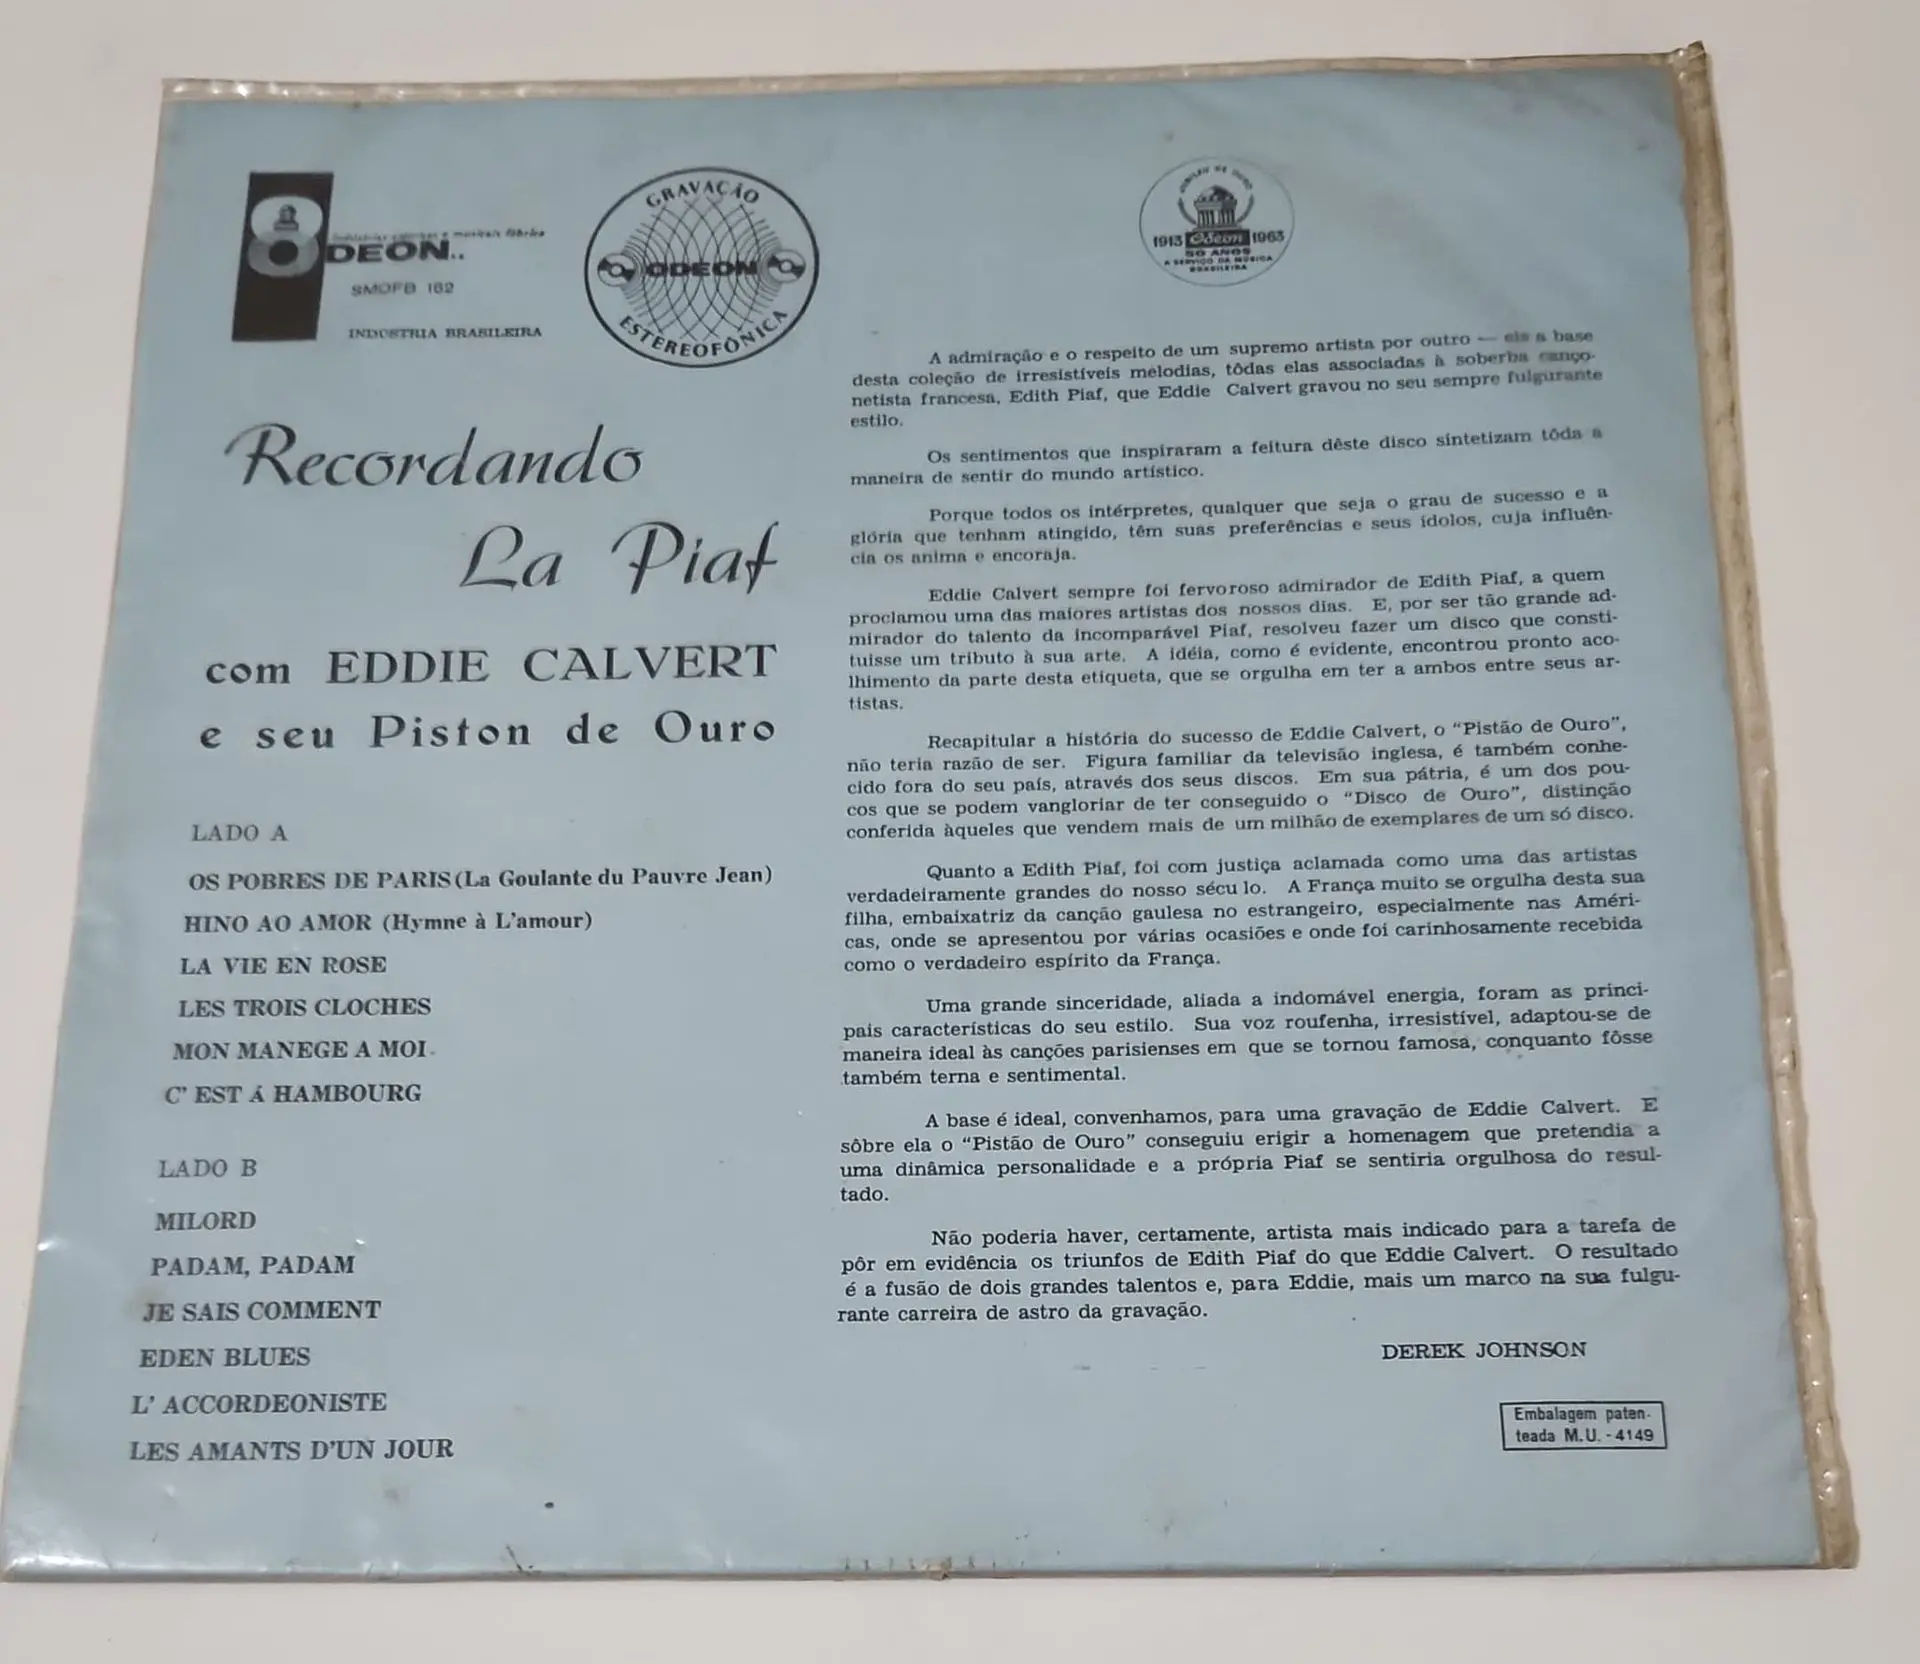 ODEON..
SMOFB 162
INDÚSTRIA BRASILEIRA
GRAVAÇÃO
ODEON
ESTEREOFÔNICA
JUBILEU DE OURO
1913 Odeon 1963
50 ANOS
A SERVIÇO DA MÚSICA
BRASILEIRA
Recordando
La Piaf
com EDDIE CALVERT
e seu Piston de Ouro
LADO A
OS POBRES DE PARIS (La Goulante du Pauvre Jean)
HINO AO AMOR (Hymne à L'amour)
LA VIE EN ROSE
LES TROIS CLOCHES
MON MANEGE A MOI
C' EST Á HAMBOURG
LADO B
MILORD
PADAM, PADAM
JE SAIS COMMENT
EDEN BLUES
L' ACCORDEONISTE
LES AMANTS D'UN JOUR
A admiração e o respeito de um supremo artista por outro — eis a base
desta coleção de irresistíveis melodias, tôdas elas associadas à soberba canço-
netista francesa, Edith Piaf, que Eddie Calvert gravou no seu sempre fulgurante
estilo.
Os sentimentos que inspiraram a feitura dêste disco sintetizam tôda a
maneira de sentir do mundo artístico.
Porque todos os intérpretes, qualquer que seja o grau de sucesso e a
glória que tenham atingido, têm suas preferências e seus ídolos, cuja influên-
cia os anima e encoraja.
Eddie Calvert sempre foi fervoroso admirador de Edith Piaf, a quem
proclamou uma das maiores artistas dos nossos dias. E, por ser tão grande ad-
mirador do talento da incomparável Piaf, resolveu fazer um disco que consti-
tuisse um tributo à sua arte. A idéia, como é evidente, encontrou pronto aco-
lhimento da parte desta etiqueta, que se orgulha em ter a ambos entre seus ar-
tistas.
Recapitular a história do sucesso de Eddie Calvert, o "Pistão de Ouro",
não teria razão de ser. Figura familiar da televisão inglesa, é também conhe-
cido fora do seu país, através dos seus discos. Em sua pátria, é um dos pou-
cos que se podem vangloriar de ter conseguido o "Disco de Ouro", distinção
conferida àqueles que vendem mais de um milhão de exemplares de um só disco.
Quanto a Edith Piaf, foi com justiça aclamada como uma das artistas
verdadeiramente grandes do nosso sécu lo. A França muito se orgulha desta sua
filha, embaixatriz da canção gaulesa no estrangeiro, especialmente nas Améri-
cas, onde se apresentou por várias ocasiões e onde foi carinhosamente recebida
como o verdadeiro espírito da França.
Uma grande sinceridade, aliada a indomável energia, foram as princi-
pais características do seu estilo. Sua voz roufenha, irresistível, adaptou-se de
maneira ideal às canções parisienses em que se tornou famosa, conquanto fôsse
também terna e sentimental.
A base é ideal, convenhamos, para uma gravação de Eddie Calvert. E
sôbre ela o "Pistão de Ouro" conseguiu erigir a homenagem que pretendia a
uma dinâmica personalidade e a própria Piaf se sentiria orgulhosa do resul-
tado.
Não poderia haver, certamente, artista mais indicado para a tarefa de
pôr em evidência os triunfos de Edith Piaf do que Eddie Calvert. O resultado
é a fusão de dois grandes talentos e, para Eddie, mais um marco na sua fulgu-
rante carreira de astro da gravação.
DEREK JOHNSON
Embalagem paten-
teada M.U. - 4149